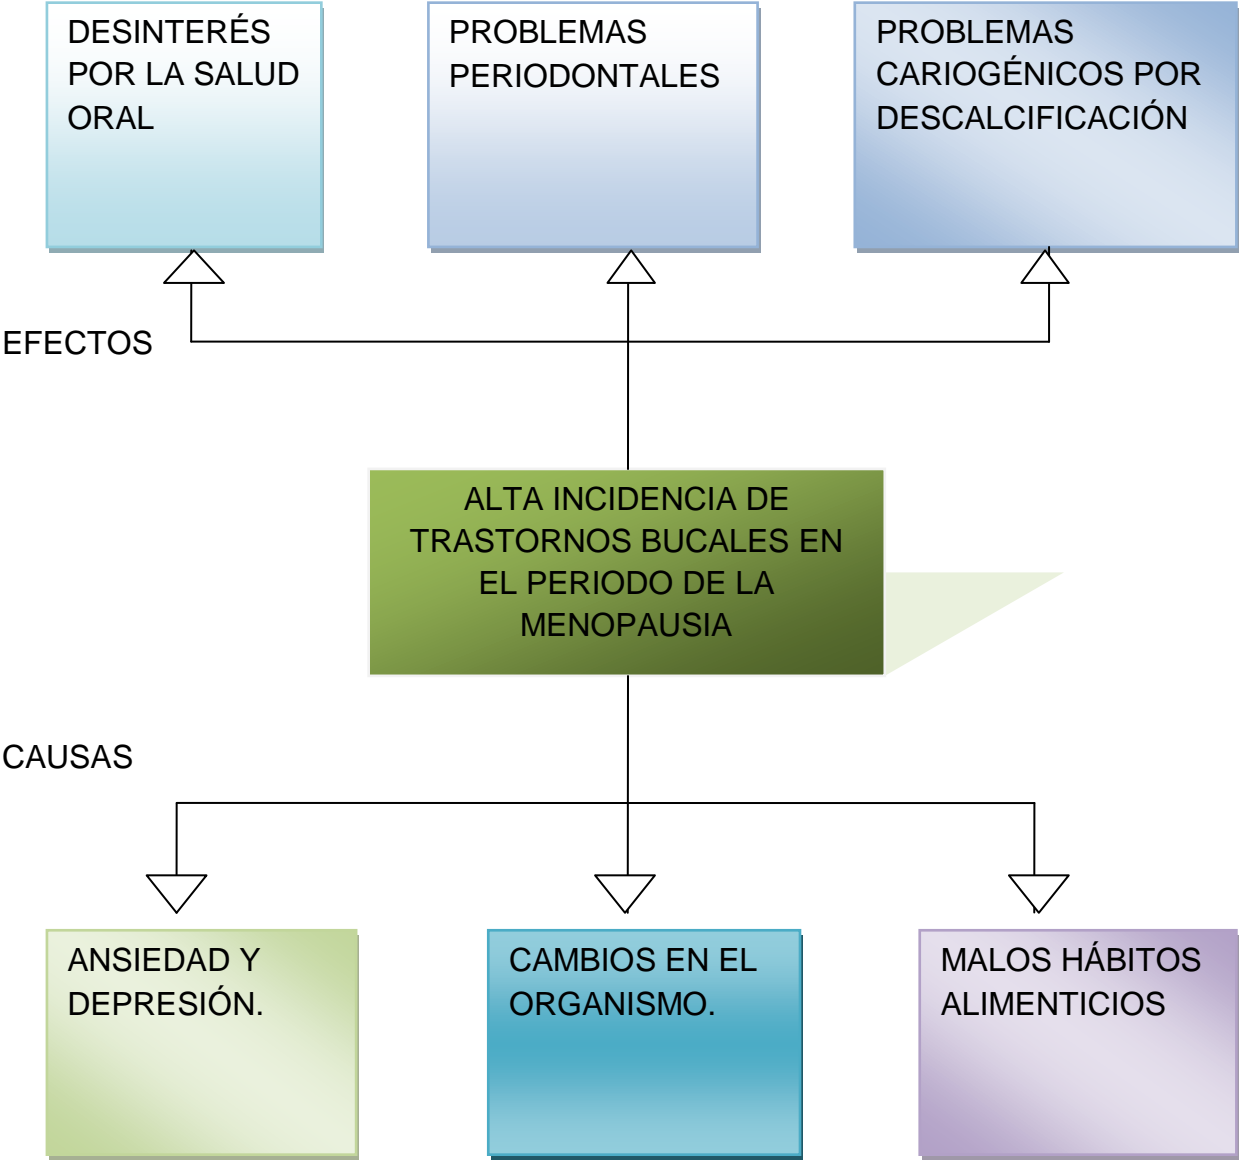 DESINTERÉS
POR LA SALUD
ORAL
PROBLEMAS
PERIODONTALES
PROBLEMAS
CARIOGÉNICOS POR
DESCALCIFICACIÓN
EFECTOS
ALTA INCIDENCIA DE
TRASTORNOS BUCALES EN
EL PERIODO DE LA
MENOPAUSIA
CAUSAS
ANSIEDAD Y
DEPRESIÓN.
CAMBIOS EN EL
ORGANISMO.
MALOS HÁBITOS
ALIMENTICIOS